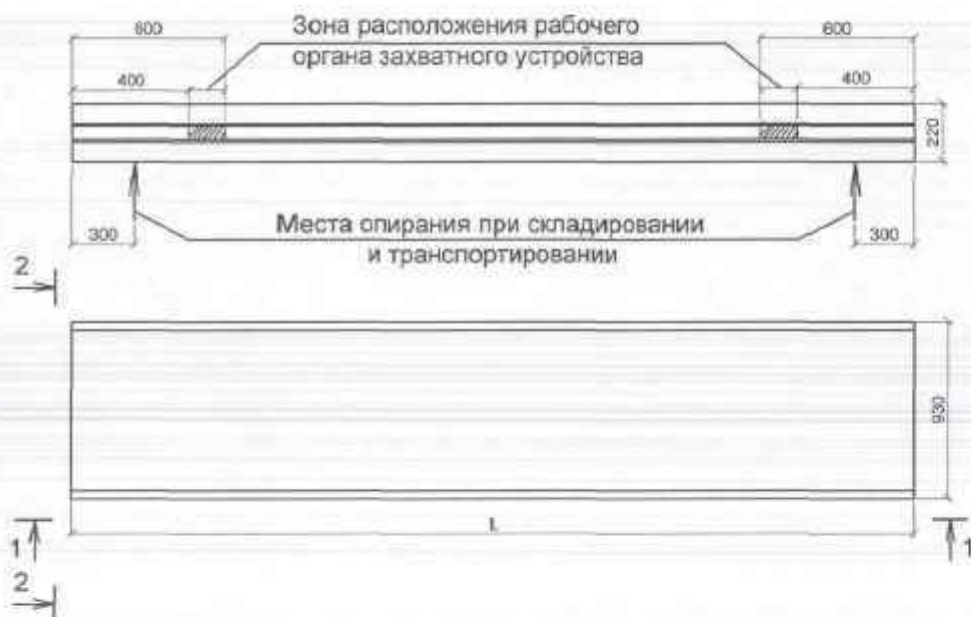 600
Зона расположения рабочего
600
400
органа захватного устройства
400
220
300
Места опирания при складировании
300
и транспортировании
2
930
L
1
1
2